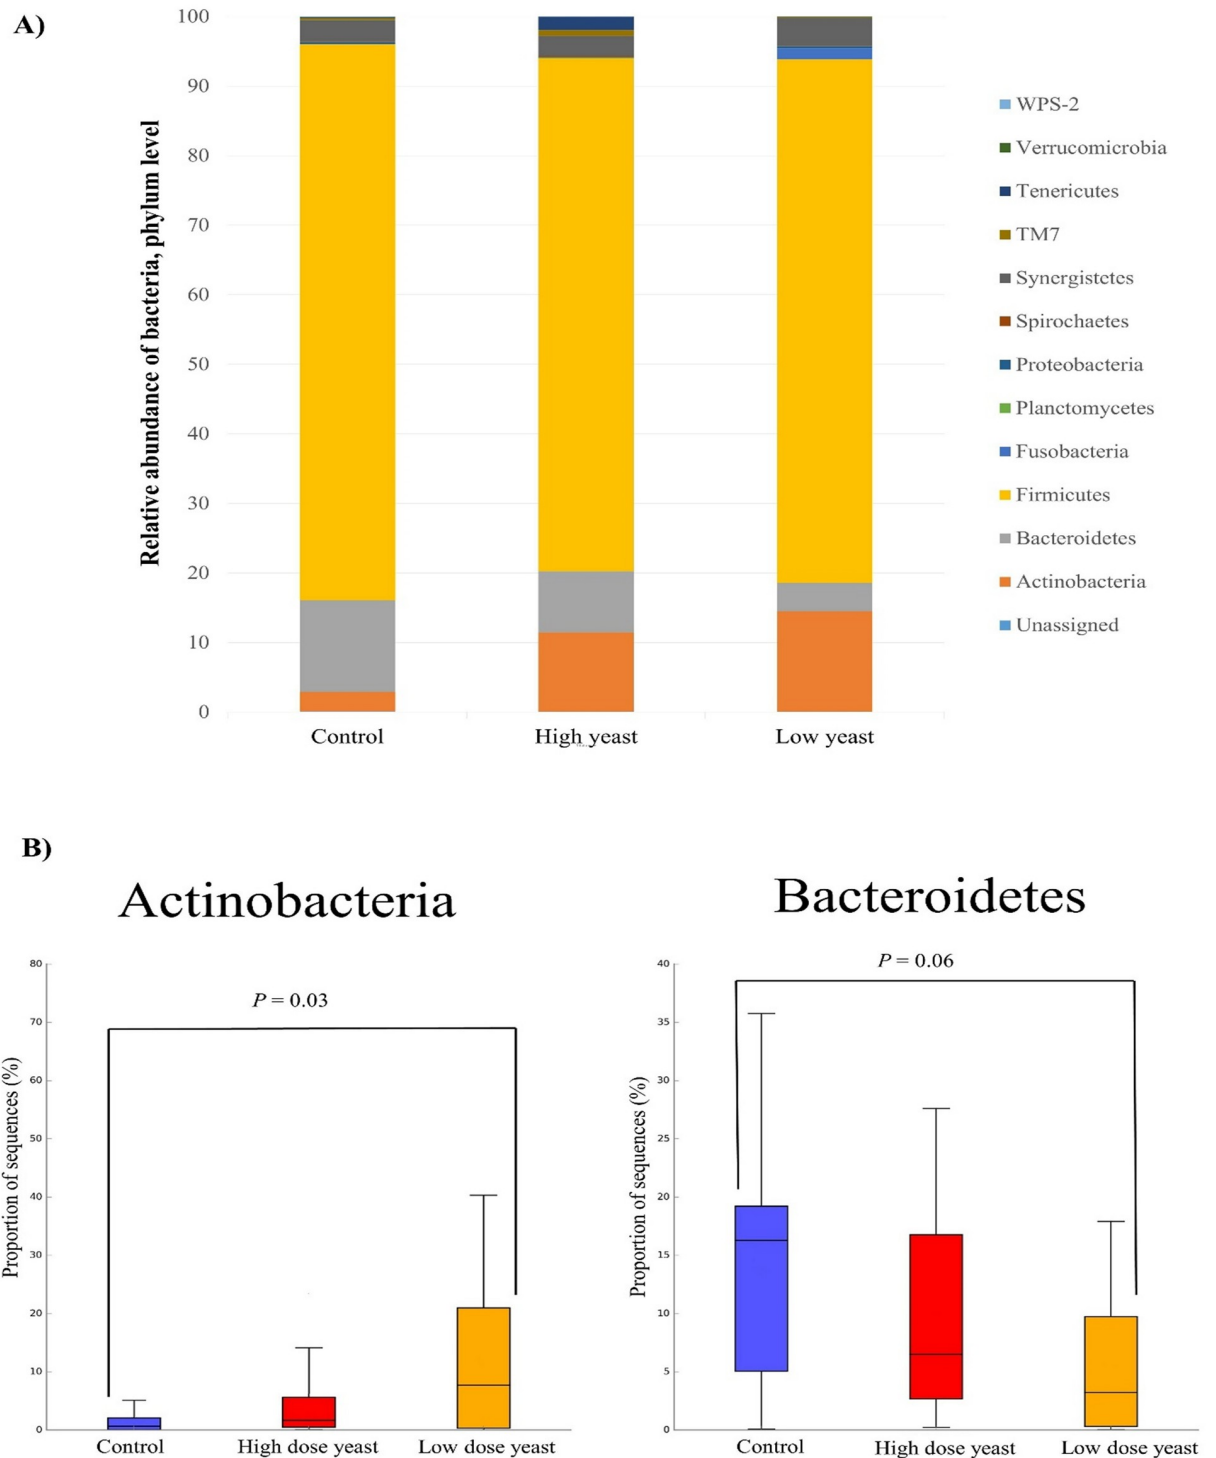 A)
Relative abundance of bacteria, phylum level
100
90
80
70
60
50
40
30
20
10
0
Control
High yeast
Low yeast
WPS-2
Verrucomicrobia
Tenericutes
TM7
Synergistetes
Spirochaetes
Proteobacteria
Planctomycetes
Fusobacteria
Firmicutes
Bacteroidetes
Actinobacteria
Unassigned
B)
Actinobacteria
P = 0.03
Proportion of sequences (%)
80
70
60
50
40
30
20
10
0
Control
High dose yeast
Low dose yeast
Bacteroidetes
P = 0.06
Proportion of sequences (%)
40
35
30
25
20
15
10
5
0
Control
High dose yeast
Low dose yeast